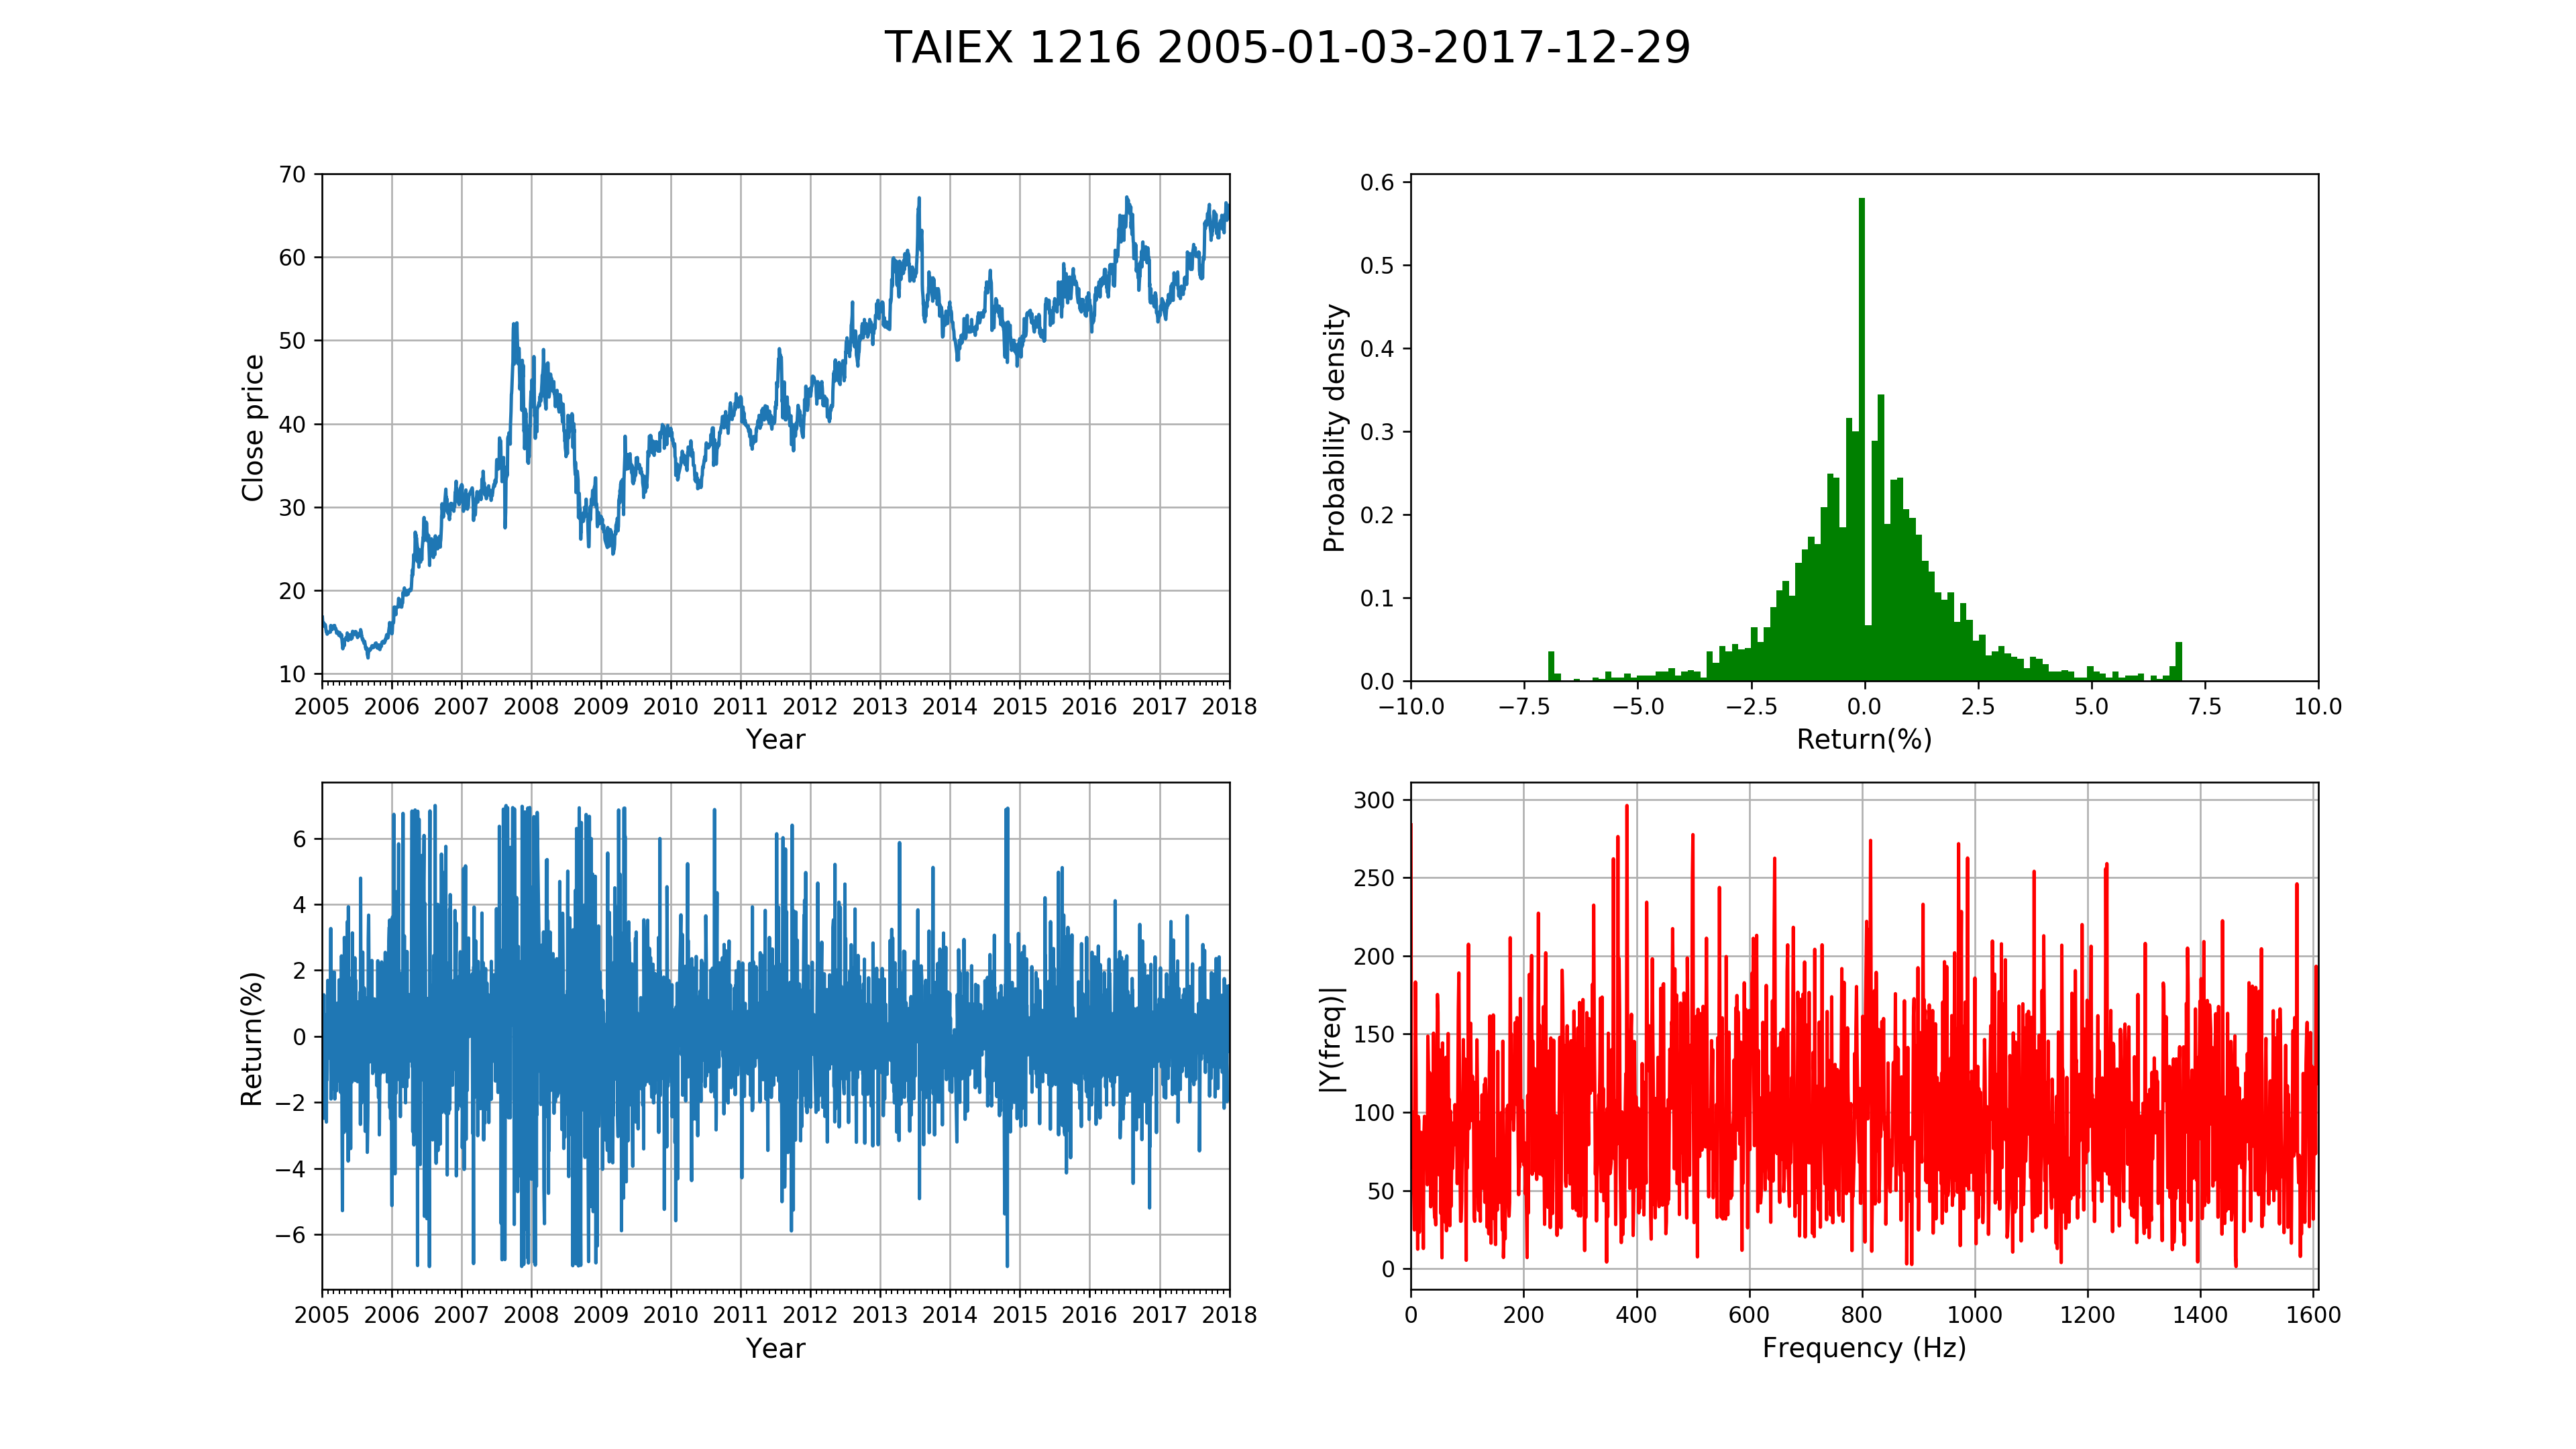 TAIEX 1216 2005-01-03-2017-12-29
70
60
50
40
30
20
10
Close price
2005 2006 2007 2008 2009 2010 2011 2012 2013 2014 2015 2016 2017 2018
Year
0.6
0.5
0.4
0.3
0.2
0.1
0.0
Probability density
−10.0 −7.5 −5.0 −2.5 0.0 2.5 5.0 7.5 10.0
Return(%)
6
4
2
0
−2
−4
−6
Return(%)
2005 2006 2007 2008 2009 2010 2011 2012 2013 2014 2015 2016 2017 2018
Year
300
250
200
150
100
50
0
|Y(freq)|
0 200 400 600 800 1000 1200 1400 1600
Frequency (Hz)